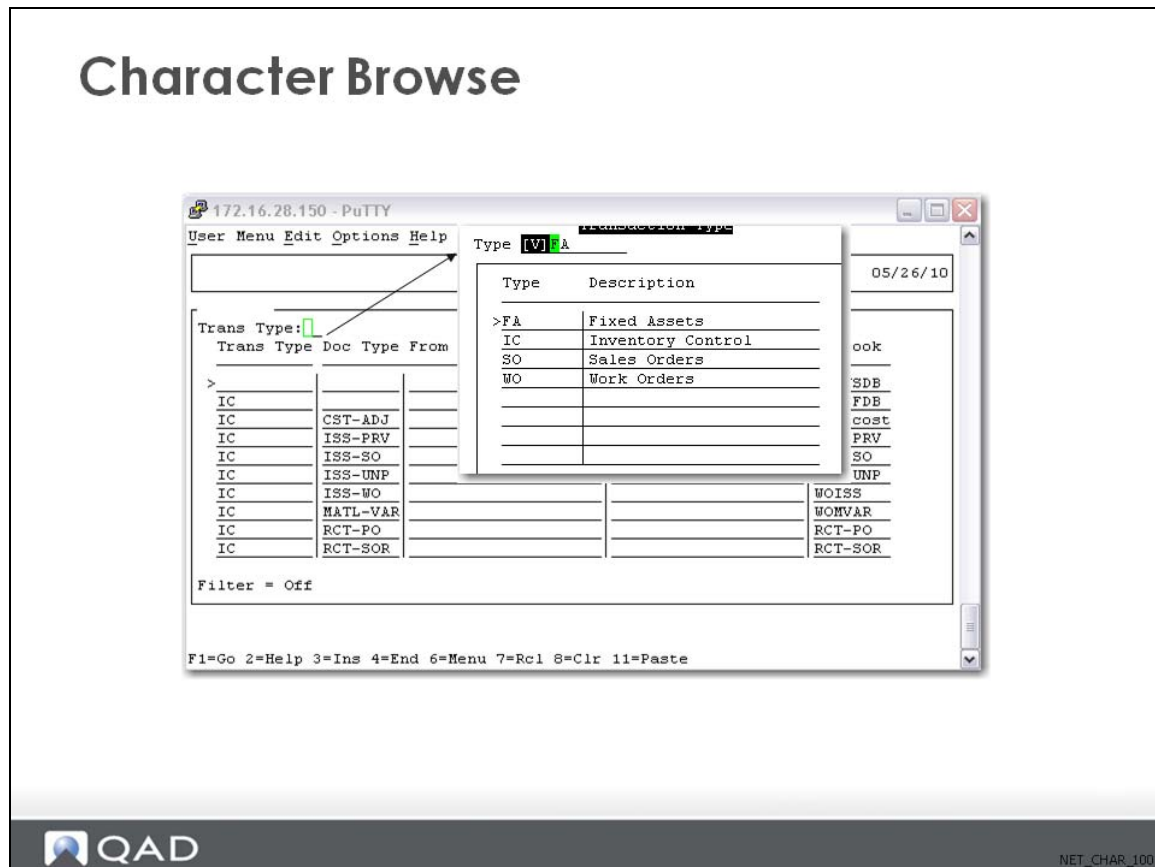 Character Browse
172.16.28.150 - PuTTY
User Menu Edit Options Help
05/26/10
Trans Type:
Trans Type Doc Type From ook
> SDB
IC FDB
IC CST-ADJ cost
IC ISS-PRV PRV
IC ISS-SO SO
IC ISS-UNP UNP
IC ISS-WO WOISS
IC MATL-VAR WOMVAR
IC RCT-PO RCT-PO
IC RCT-SOR RCT-SOR
Filter = Off
F1=Go 2=Help 3=Ins 4=End 6=Menu 7=Rcl 8=Clr 11=Paste
Transaction Type
Type [V]FA
Type Description
>FA Fixed Assets
IC Inventory Control
SO Sales Orders
WO Work Orders
QAD
NET_CHAR_100